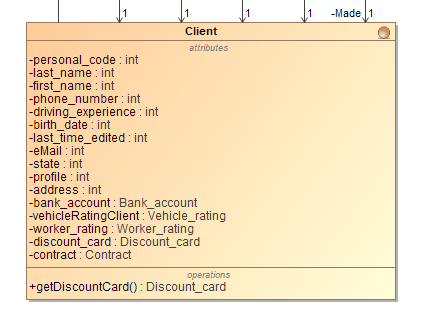 1 1 1 1 -Made 1
Client
attributes
-personal_code : int
-last_name : int
-first_name : int
-phone_number : int
-driving_experience : int
-birth_date : int
-last_time_edited : int
-eMail : int
-state : int
-profile : int
-address : int
-bank_account : Bank_account
-vehicleRatingClient : Vehicle_rating
-worker_rating : Worker_rating
-discount_card : Discount_card
-contract : Contract
operations
+getDiscountCard() : Discount_card